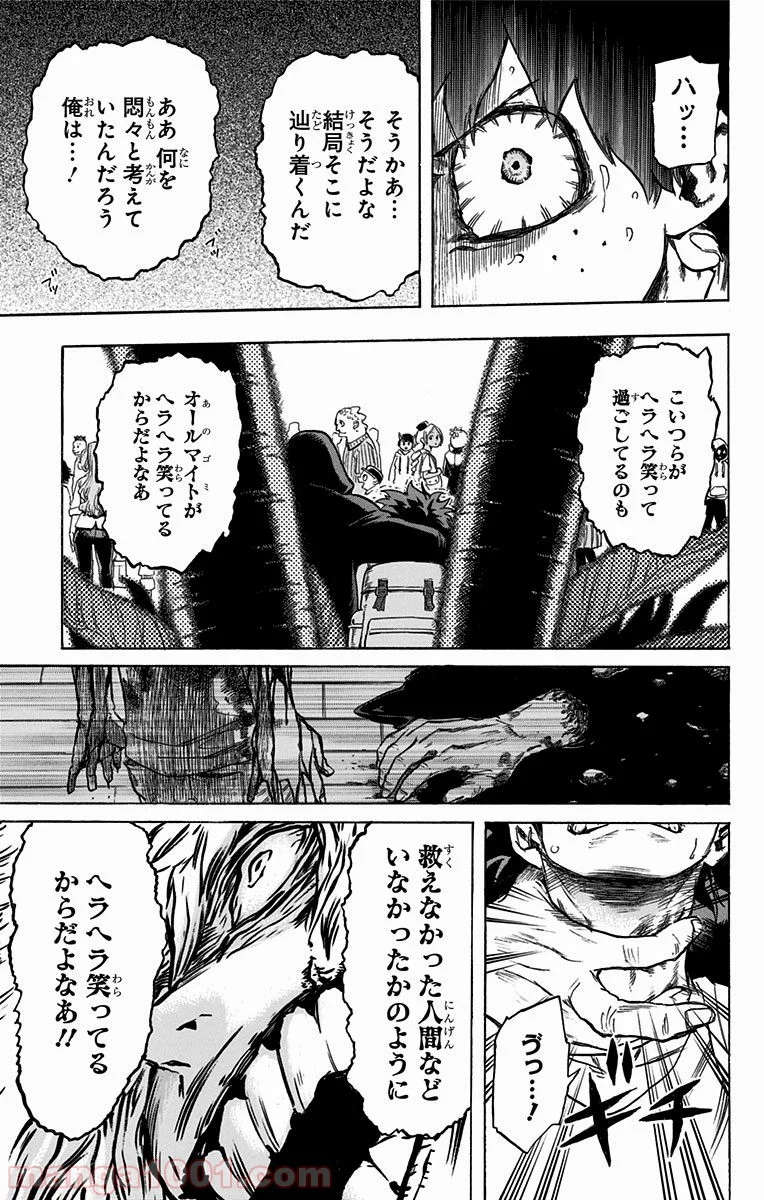 ハッ…
そうかあ…
そうだよな
結局そこに
辿り着くんだ
ああ 何を
悶々と考えて
いたんだろう
俺は…!
こいつらが
ヘラヘラ笑って
過ごしてるのも
オールマイトが
ヘラヘラ笑ってる
からだよなあ
ゔっ…!
ギチ
救えなかった人間など
いなかったかのように
ヘラヘラ笑ってる
からだよなあ!!
manga1001.com